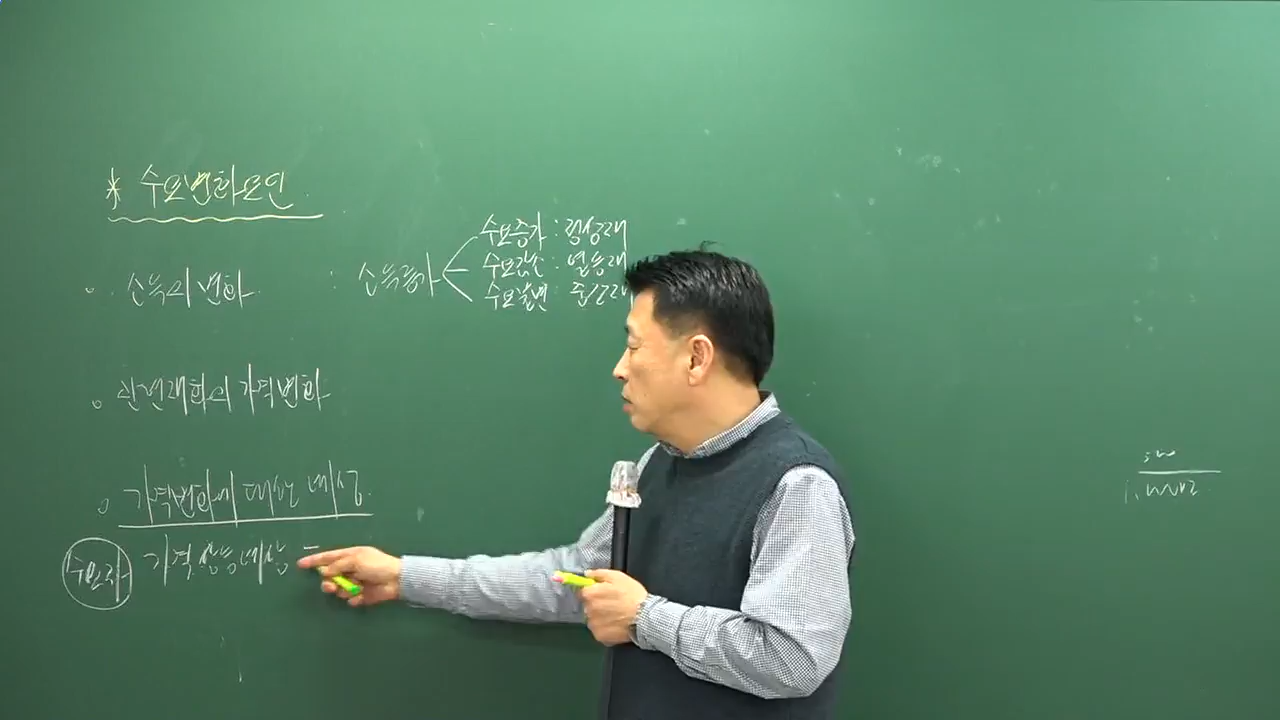 * 수요변화요인
소득의 변화 : 소득증가
수요증가 : 정상재
수요감소 : 열등재
수요불변 : 중간재
관련재화의 가격변화
가격변화에 대한 예상
수요자 가격상승예상